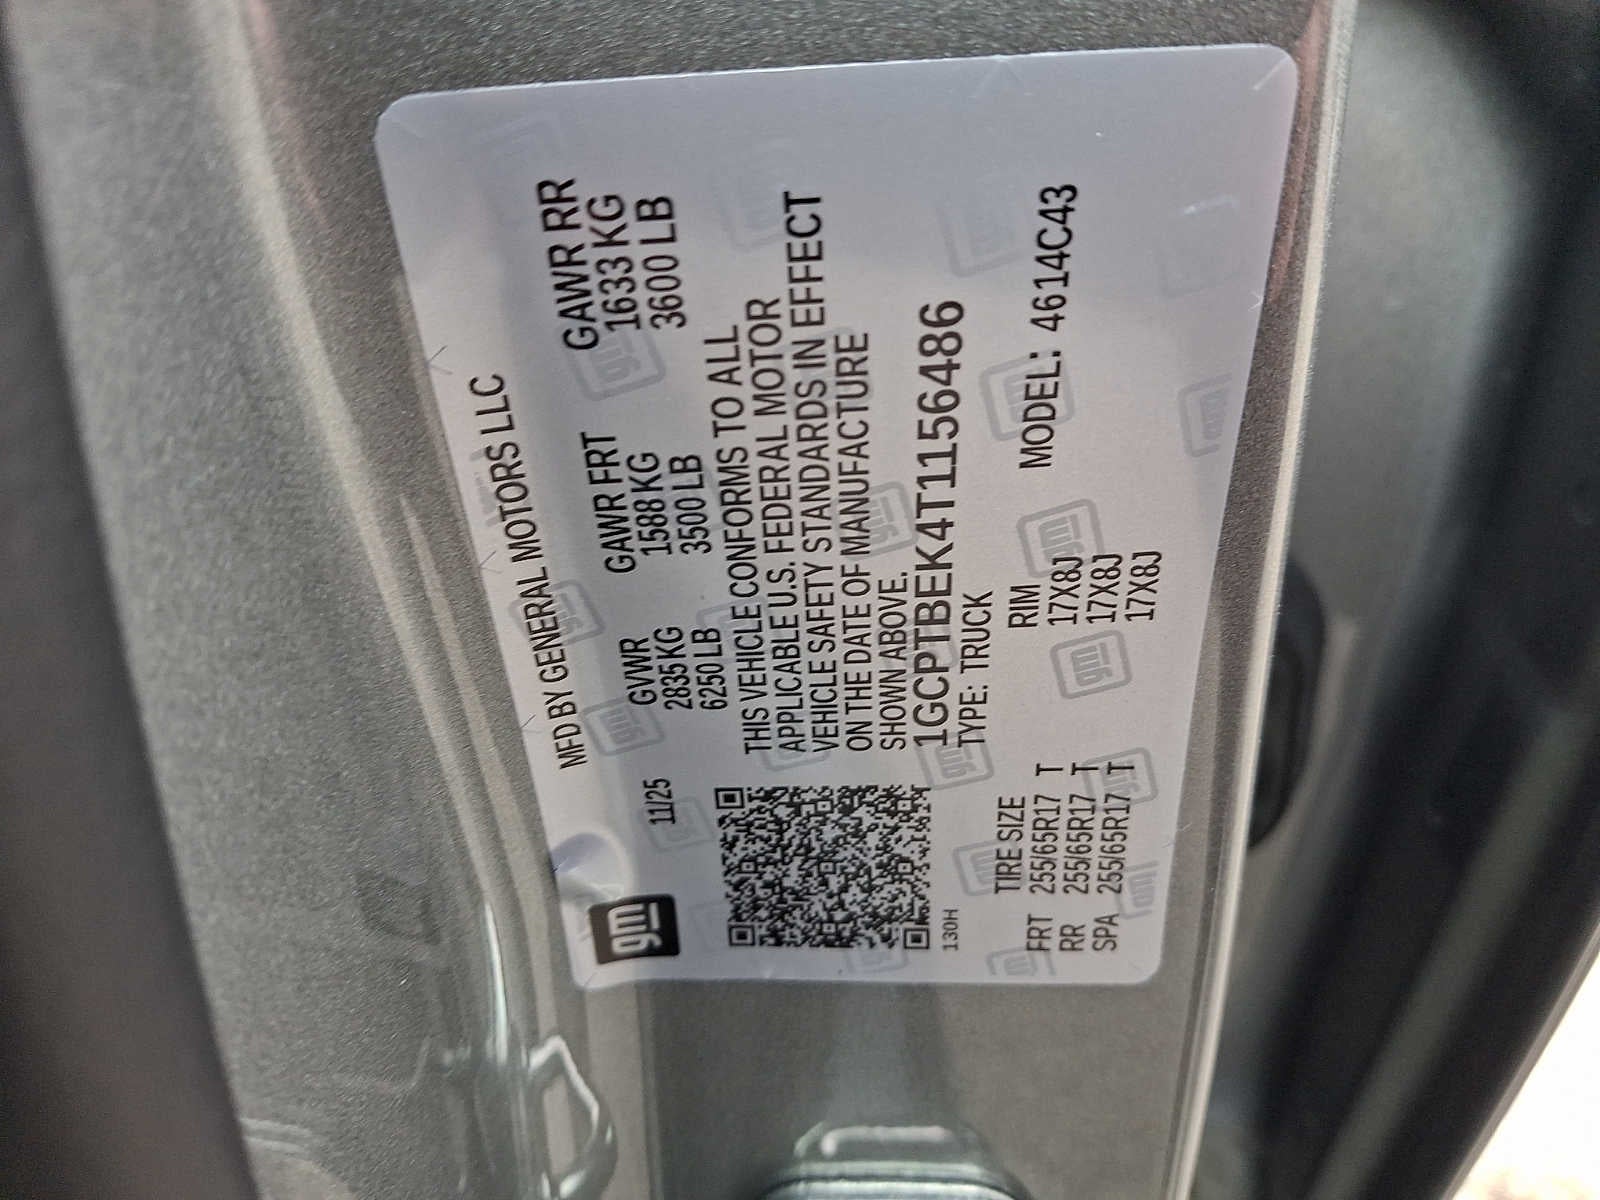 MFD BY GENERAL MOTORS LLC
gm
11/25
GVWR GAWR FRT GAWR RR
2835 KG 1588 KG 1633 KG
6250 LB 3500 LB 3600 LB
THIS VEHICLE CONFORMS TO ALL
APPLICABLE U.S. FEDERAL MOTOR
VEHICLE SAFETY STANDARDS IN EFFECT
ON THE DATE OF MANUFACTURE
SHOWN ABOVE.
1GCPTBEK4T1156486
130H
TYPE: TRUCK
MODEL: 4614C43
TIRE SIZE RIM
FRT 255/65R17 T 17X8J
RR 255/65R17 T 17X8J
SPA 255/65R17 T 17X8J